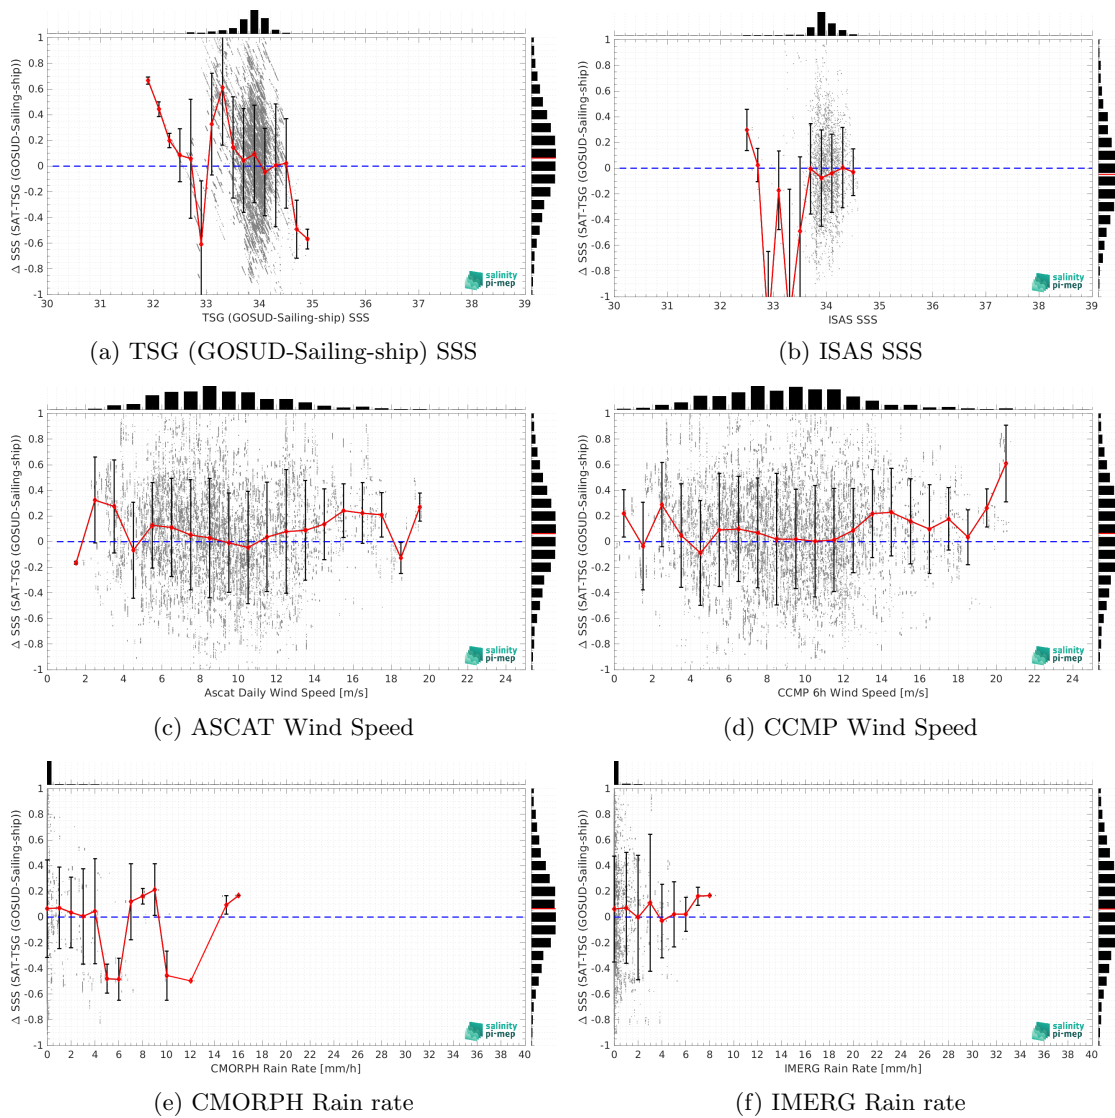 Δ SSS (SAT-TSG (GOSUD-Sailing-ship))
1
0.8
0.6
0.4
0.2
0
-0.2
-0.4
-0.6
-0.8
-1
30 31 32 33 34 35 36 37 38 39
TSG (GOSUD-Sailing-ship) SSS
salinity
pi-mep
(a) TSG (GOSUD-Sailing-ship) SSS
Δ SSS (SAT-TSG (GOSUD-Sailing-ship))
1
0.8
0.6
0.4
0.2
0
-0.2
-0.4
-0.6
-0.8
-1
30 31 32 33 34 35 36 37 38 39
ISAS SSS
salinity
pi-mep
(b) ISAS SSS
Δ SSS (SAT-TSG (GOSUD-Sailing-ship))
1
0.8
0.6
0.4
0.2
0
-0.2
-0.4
-0.6
-0.8
-1
0 2 4 6 8 10 12 14 16 18 20 22 24
Ascat Daily Wind Speed [m/s]
salinity
pi-mep
(c) ASCAT Wind Speed
Δ SSS (SAT-TSG (GOSUD-Sailing-ship))
1
0.8
0.6
0.4
0.2
0
-0.2
-0.4
-0.6
-0.8
-1
0 2 4 6 8 10 12 14 16 18 20 22 24
CCMP 6h Wind Speed [m/s]
salinity
pi-mep
(d) CCMP Wind Speed
Δ SSS (SAT-TSG (GOSUD-Sailing-ship))
1
0.8
0.6
0.4
0.2
0
-0.2
-0.4
-0.6
-0.8
-1
0 2 4 6 8 10 12 14 16 18 20 22 24 26 28 30 32 34 36 38 40
CMORPH Rain Rate [mm/h]
salinity
pi-mep
(e) CMORPH Rain rate
Δ SSS (SAT-TSG (GOSUD-Sailing-ship))
1
0.8
0.6
0.4
0.2
0
-0.2
-0.4
-0.6
-0.8
-1
0 2 4 6 8 10 12 14 16 18 20 22 24 26 28 30 32 34 36 38 40
IMERG Rain Rate [mm/h]
salinity
pi-mep
(f) IMERG Rain rate